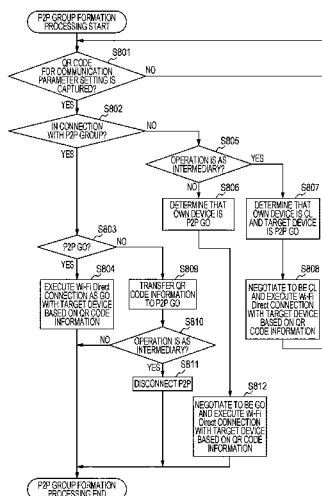 P2P GROUP FORMATION
PROCESSING START
S801
QR CODE
FOR COMMUNICATION
PARAMETER SETTING IS
CAPTURED?
NO
YES
S802
IN CONNECTION
WITH P2P GROUP?
NO
YES
S805
OPERATION IS AS
INTERMEDIARY?
YES
NO
S806
DETERMINE THAT
OWN DEVICE IS
P2P GO
S807
DETERMINE THAT
OWN DEVICE IS CL
AND TARGET DEVICE
IS P2P GO
S803
P2P GO?
NO
YES
S804
EXECUTE Wi-Fi Direct
CONNECTION AS GO
WITH TARGET DEVICE
BASED ON QR CODE
INFORMATION
S809
TRANSFER QR
CODE INFORMATION
TO P2P GO
S808
NEGOTIATE TO BE CL
AND EXECUTE Wi-Fi
Direct CONNECTION
WITH TARGET DEVICE
BASED ON QR
CODE INFORMATION
S810
OPERATION IS AS
INTERMEDIARY?
NO
YES
S811
DISCONNECT P2P
S812
NEGOTIATE TO BE GO
AND EXECUTE Wi-Fi
Direct CONNECTION
WITH TARGET DEVICE
BASED ON QR CODE
INFORMATION
P2P GROUP FORMATION
PROCESSING END